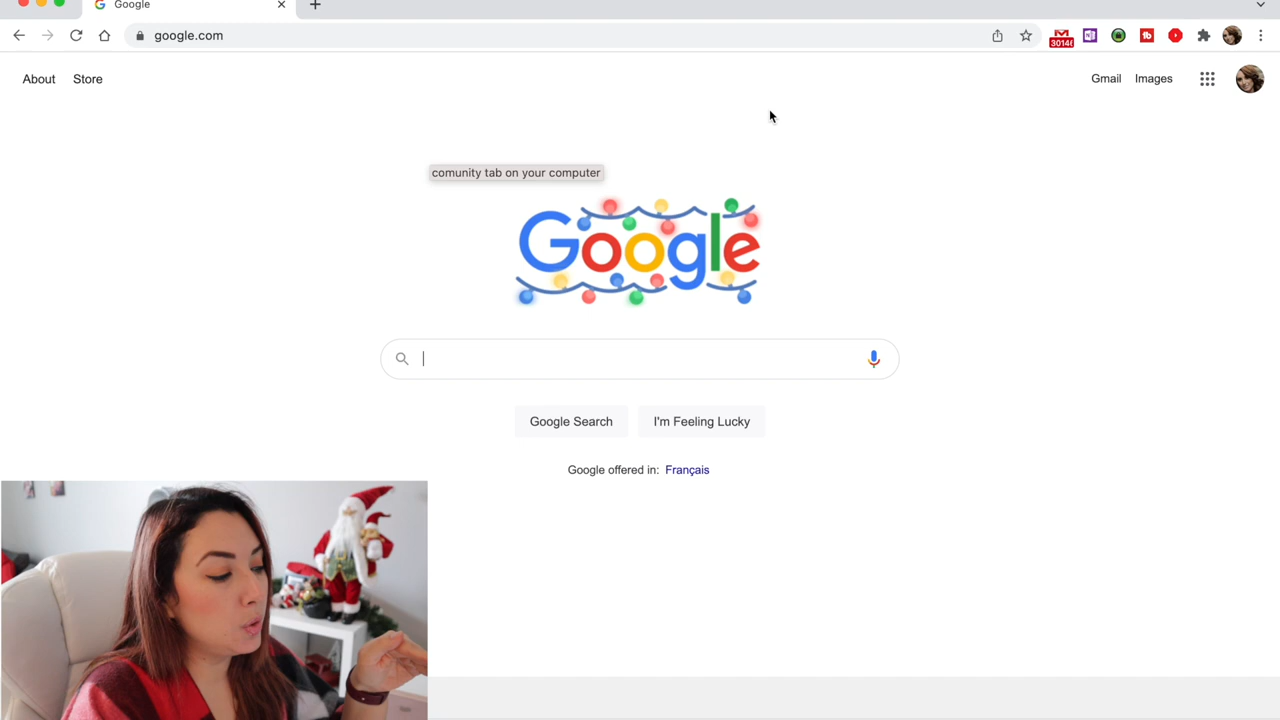 Google
google.com
3014
About Store
Gmail Images
comunity tab on your computer
Google
Google Search I'm Feeling Lucky
Google offered in: Français